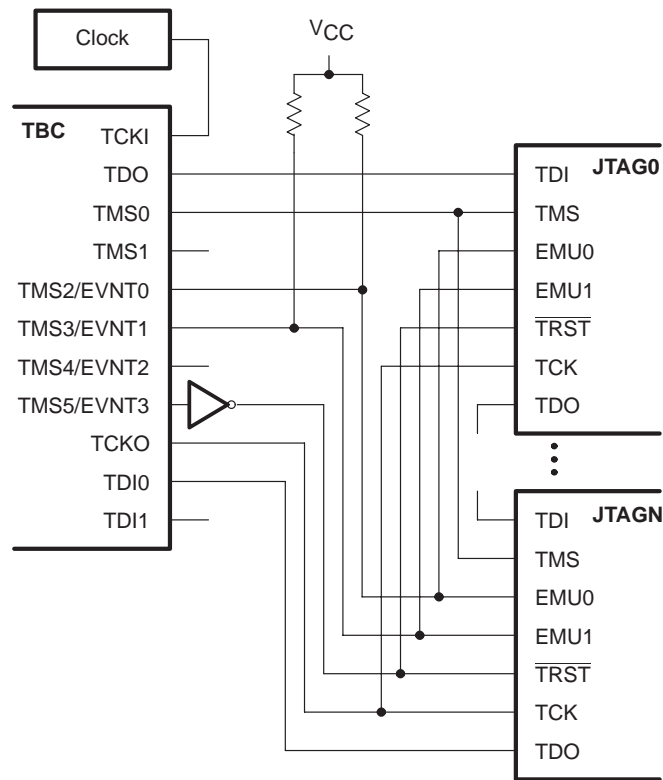 Clock
VCC
TBC
TCKI
TDO
TMS0
TMS1
TMS2/EVNT0
TMS3/EVNT1
TMS4/EVNT2
TMS5/EVNT3
TCKO
TDI0
TDI1
JTAG0
TDI
TMS
EMU0
EMU1
TRST
TCK
TDO
JTAGN
TDI
TMS
EMU0
EMU1
TRST
TCK
TDO